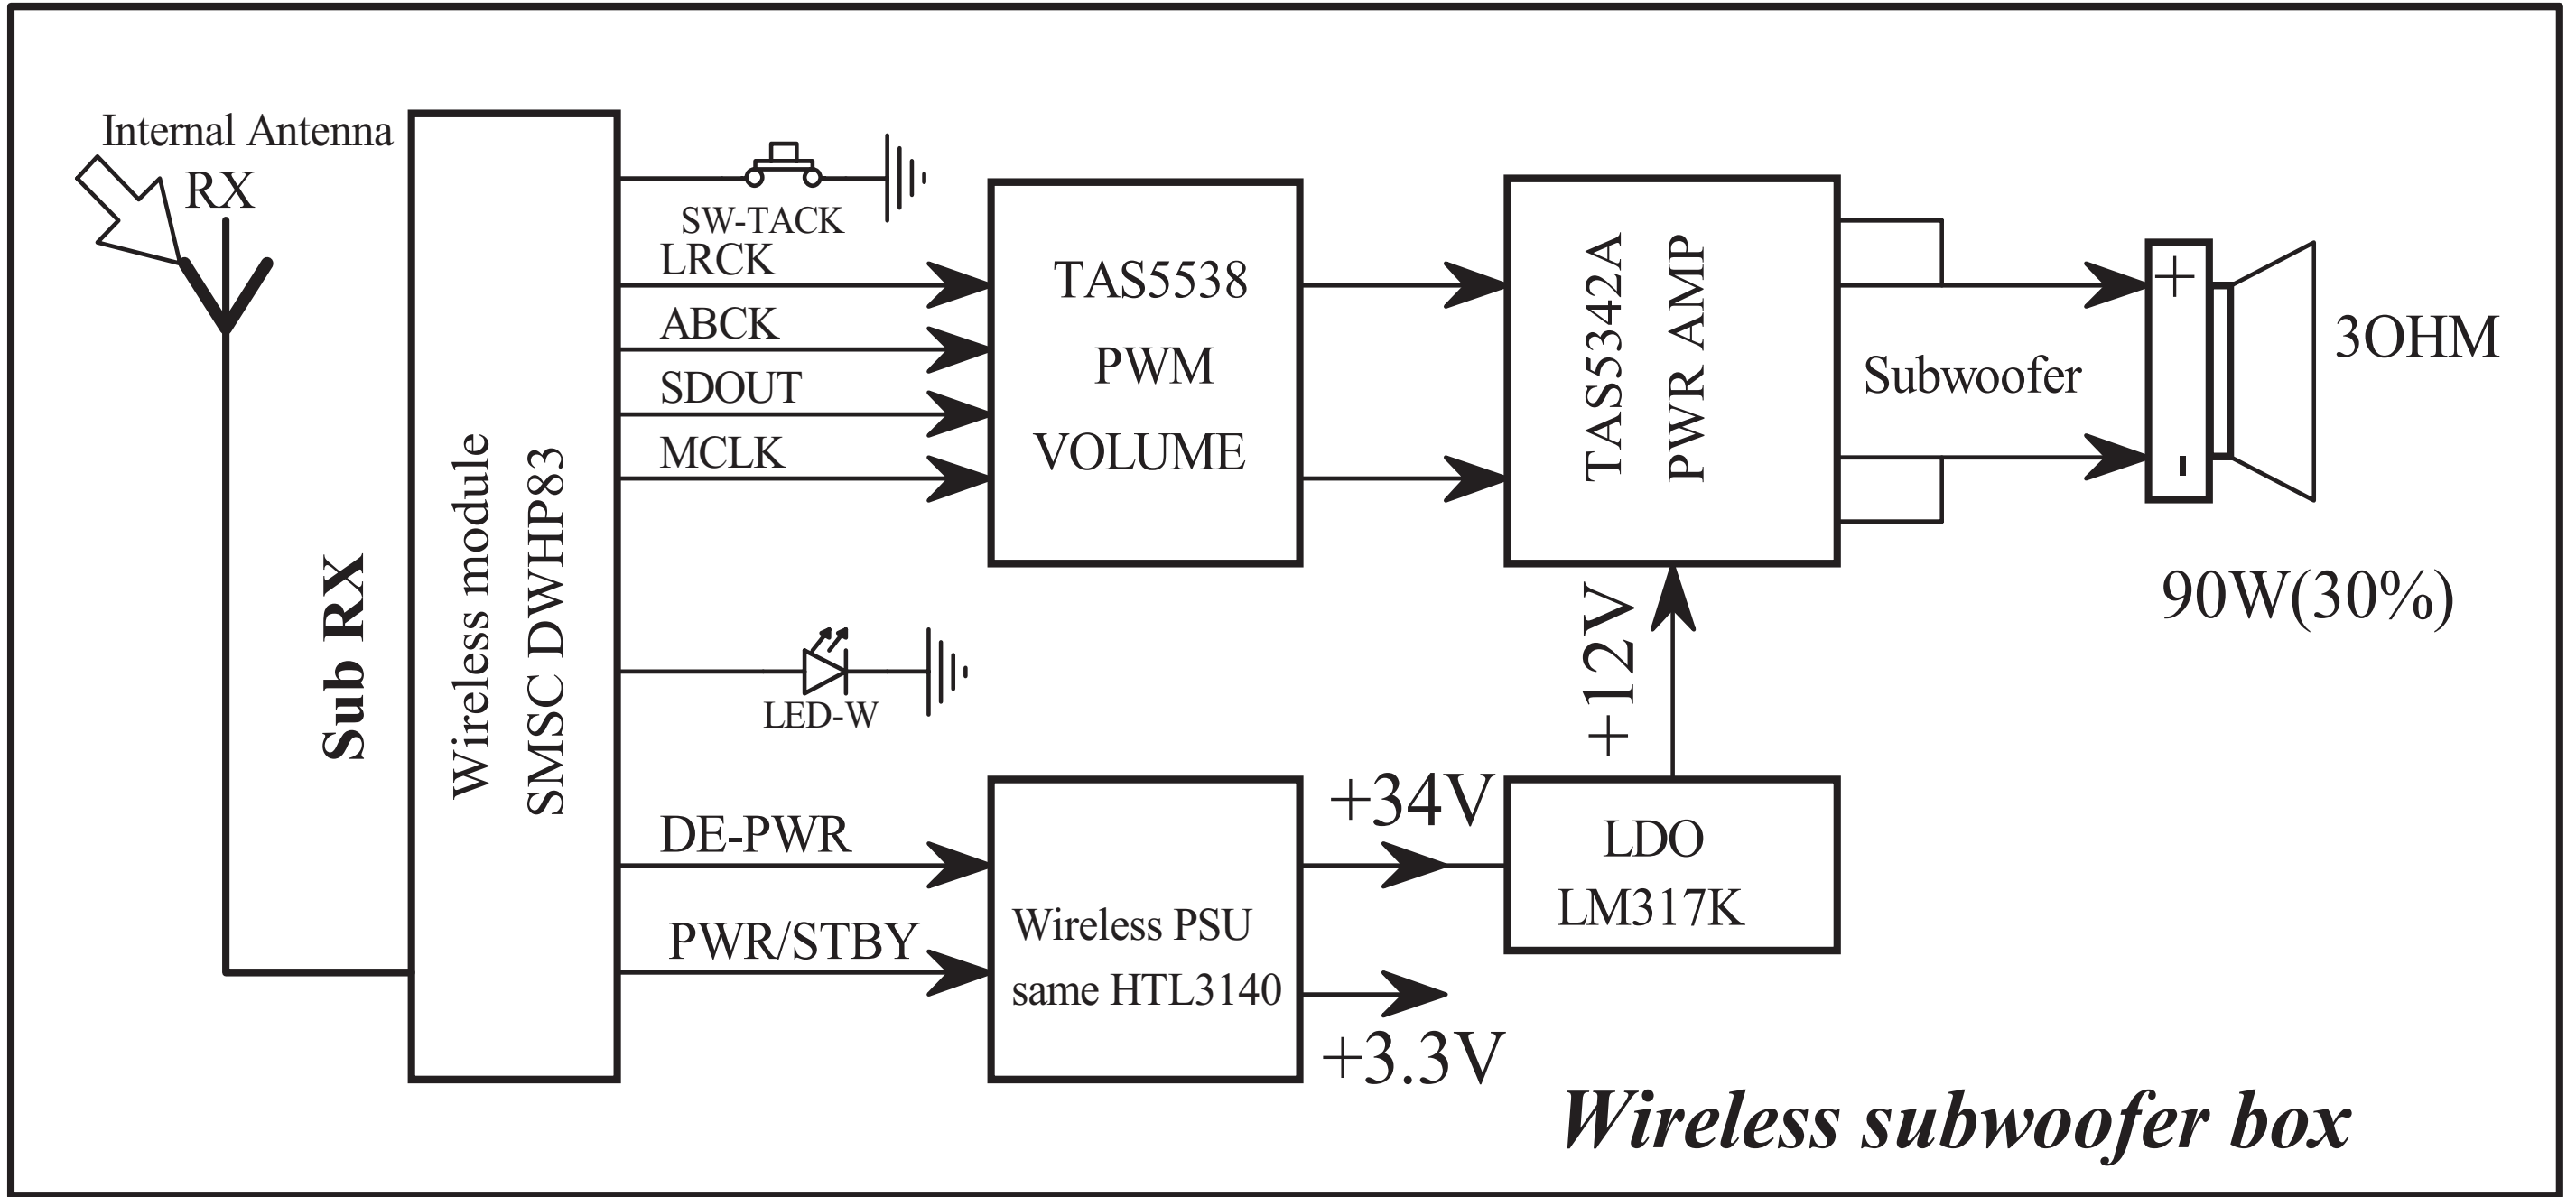 Internal Antenna
RX
Sub RX
Wireless module
SMSC DWHP83
SW-TACK
LRCK
ABCK
SDOUT
MCLK
LED-W
DE-PWR
PWR/STBY
TAS5538
PWM
VOLUME
Wireless PSU
same HTL3140
+34V
+3.3V
TAS5342A
PWR AMP
+12V
LDO
LM317K
Subwoofer
+
-
3OHM
90W(30%)
Wireless subwoofer box